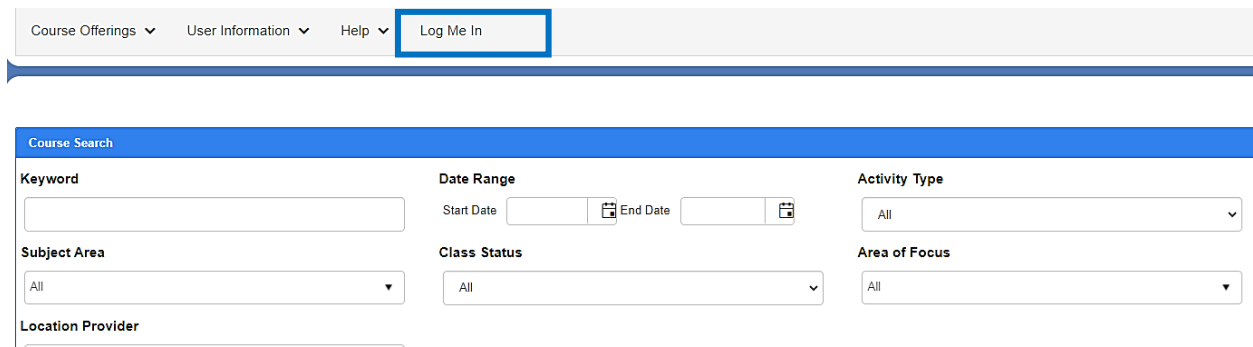 Course Offerings User Information Help Log Me In
Course Search
Keyword Date Range Activity Type
Start Date End Date All
Subject Area Class Status Area of Focus
All All All
Location Provider